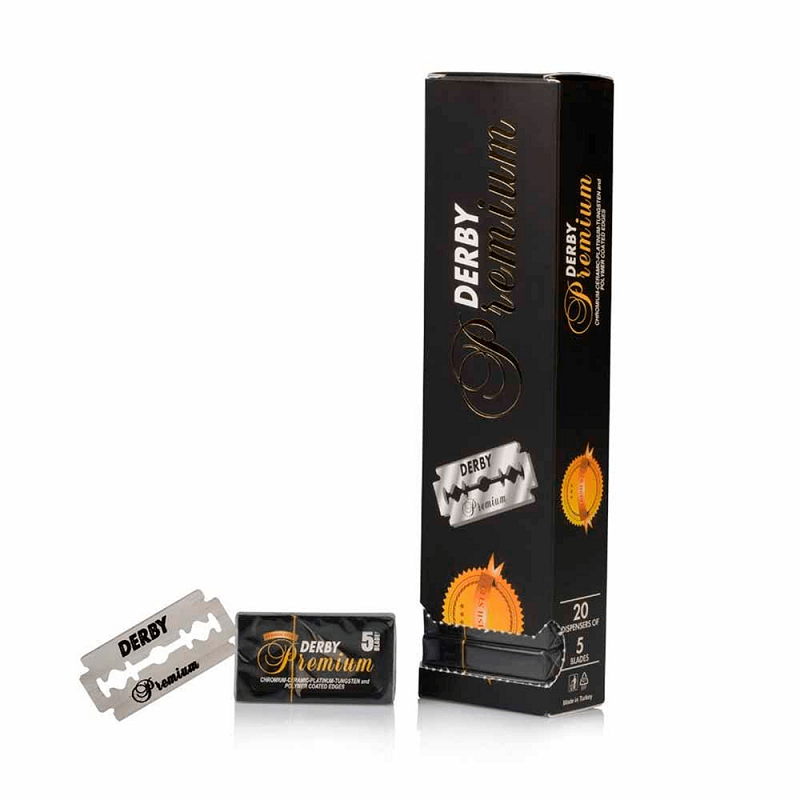 DERBY
Premium
DERBY
Premium
CHROMIUM-CERAMIC-PLATINUM-TUNGSTEN and
POLYMER COATED EDGES
DERBY
Premium
20
DISPENSERS OF
5
BLADES
Made in Turkey
DERBY
Premium
5
BLADES
DERBY
Premium
CHROMIUM-CERAMIC-PLATINUM-TUNGSTEN and
POLYMER COATED EDGES